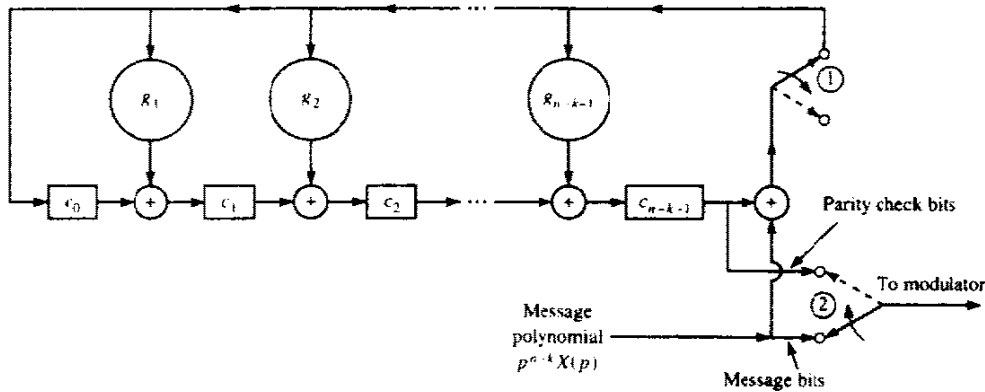 ...
①
g₁
g₂
gₙ₋ₖ₋₁
c₀
+
c₁
+
c₂
...
+
cₙ₋ₖ₋₁
+
Parity check bits
To modulator
②
Message
polynomial
pⁿ⁻ᵏX(p)
Message bits